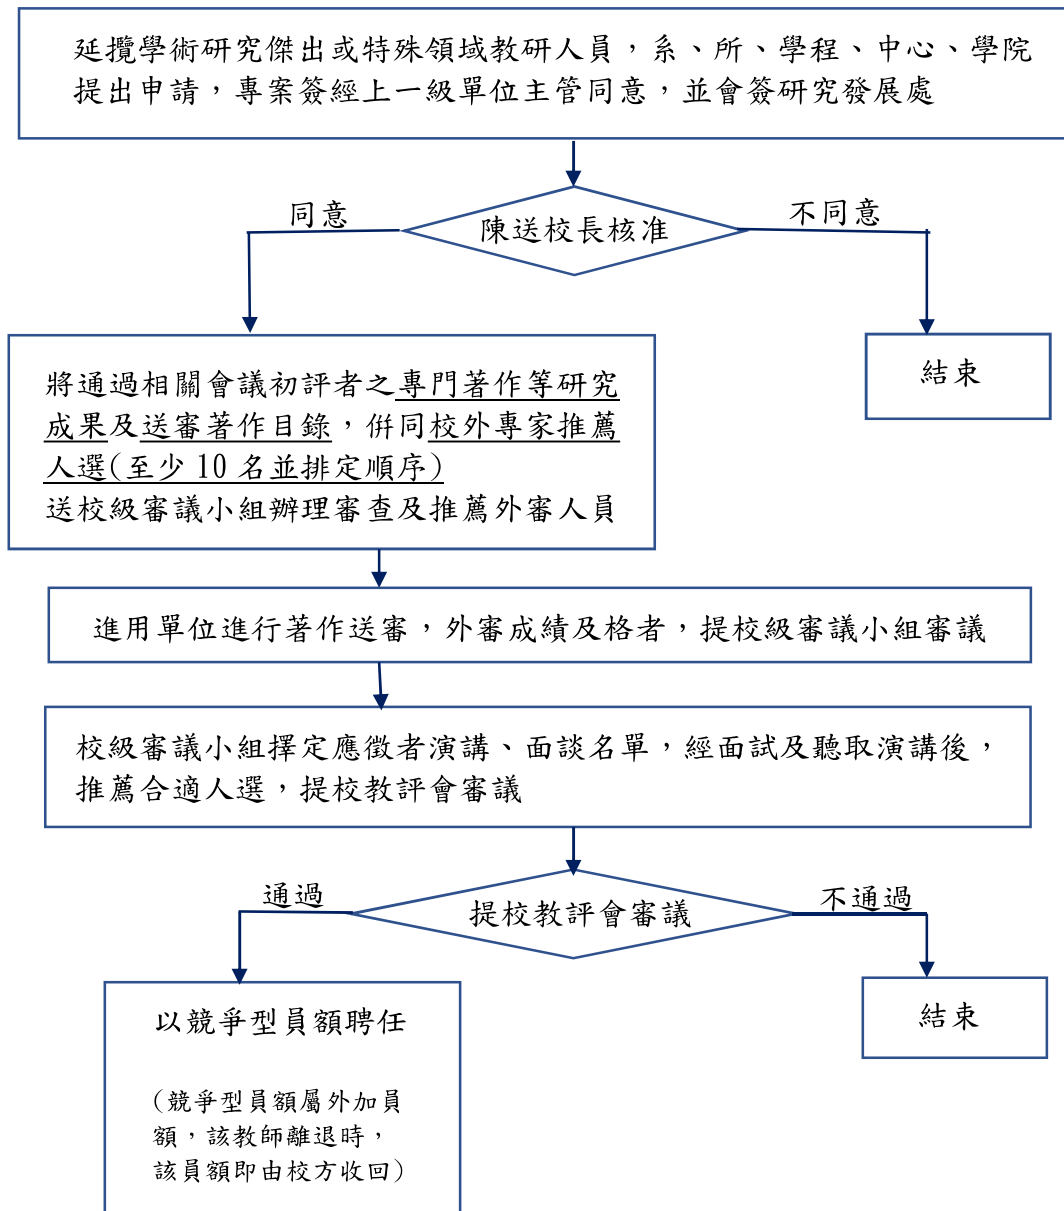 延攬學術研究傑出或特殊領域教研人員，系、所、學程、中心、學院
提出申請，專案簽經上一級單位主管同意，並會簽研究發展處
同意
不同意
陳送校長核准
將通過相關會議初評者之專門著作等研究
成果及送審著作目錄，併同校外專家推薦
人選(至少 10 名並排定順序)
送校級審議小組辦理審查及推薦外審人員
結束
進用單位進行著作送審，外審成績及格者，提校級審議小組審議
校級審議小組擇定應徵者演講、面談名單，經面試及聽取演講後，
推薦合適人選，提校教評會審議
通過
不通過
提校教評會審議
以競爭型員額聘任
(競爭型員額屬外加員
額，該教師離退時，
該員額即由校方收回)
結束